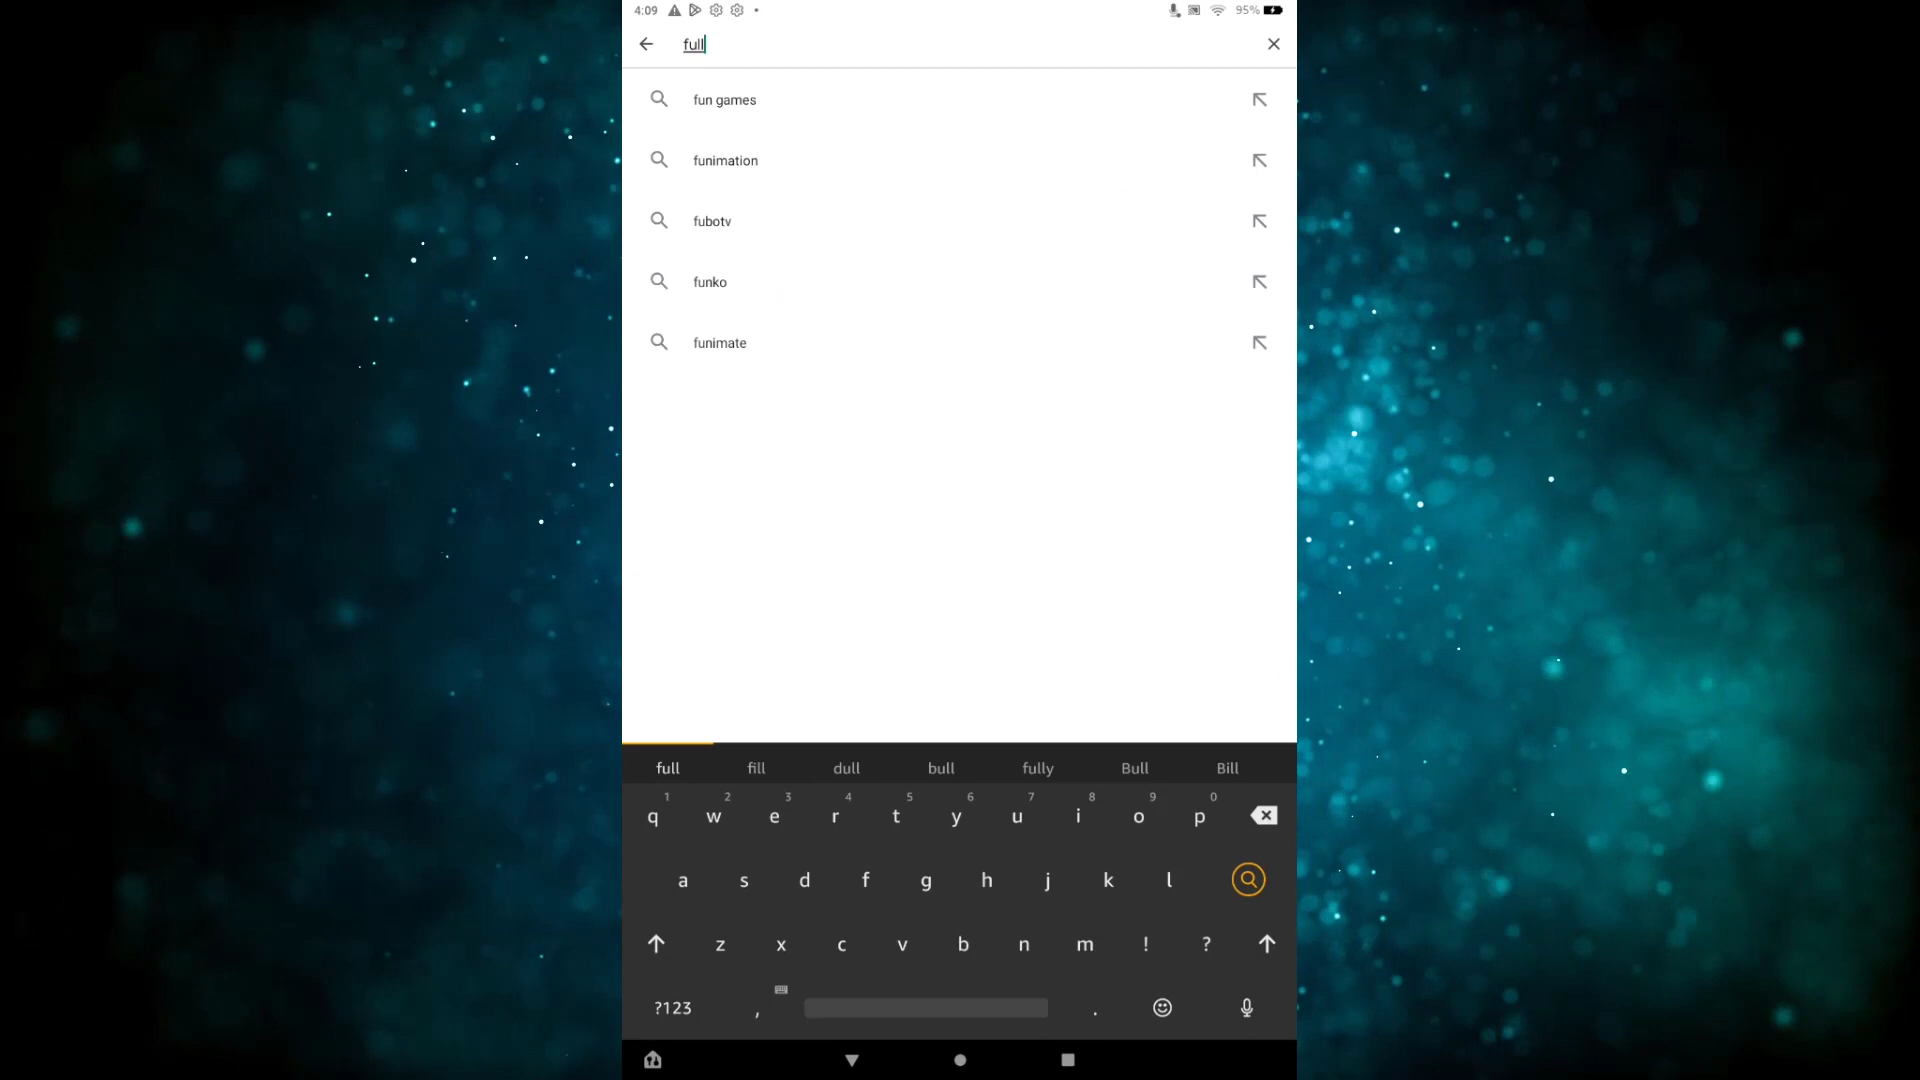 4:09 95%
full
fun games
funimation
fubotv
funko
funimate
full fill dull bull fully Bull Bill
1 2 3 4 5 6 7 8 9 0
q w e r t y u i o p
a s d f g h j k l
z x c v b n m ! ?
?123 , .